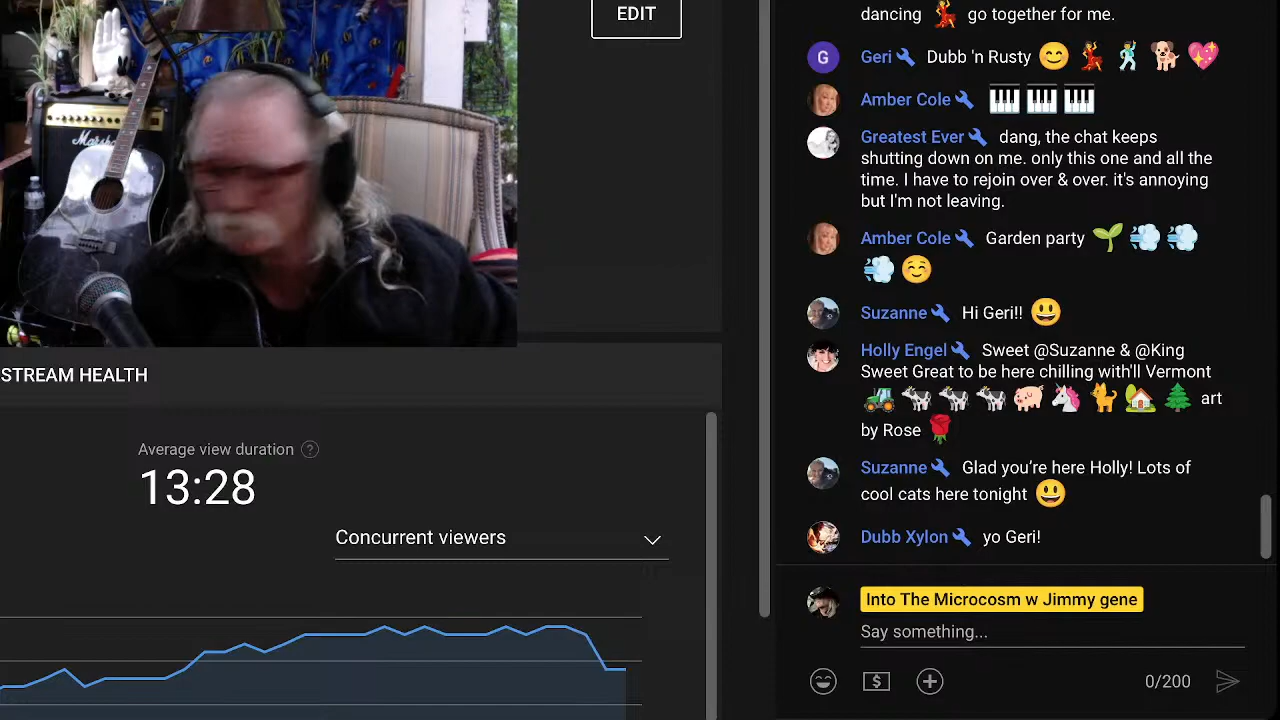 EDIT
Marshall
STREAM HEALTH
Average view duration ?
13:28
Concurrent viewers
dancing 💃 go together for me.
G Geri Dubb 'n Rusty 😊 💃 🕺 🐕 💖
Amber Cole 🎹 🎹 🎹
Greatest Ever dang, the chat keeps
shutting down on me. only this one and all the
time. I have to rejoin over & over. it's annoying
but I'm not leaving.
Amber Cole Garden party 🌱 💨 💨
💨 ☺️
Suzanne Hi Geri!! 😃
Holly Engel Sweet @Suzanne & @King
Sweet Great to be here chilling with'll Vermont
🚜 🐄 🐄 🐄 🐖 🦄 🐈 🏡 🌲 art
by Rose 🌹
Suzanne Glad you’re here Holly! Lots of
cool cats here tonight 😃
Dubb Xylon yo Geri!
Into The Microcosm w Jimmy gene
Say something...
0/200